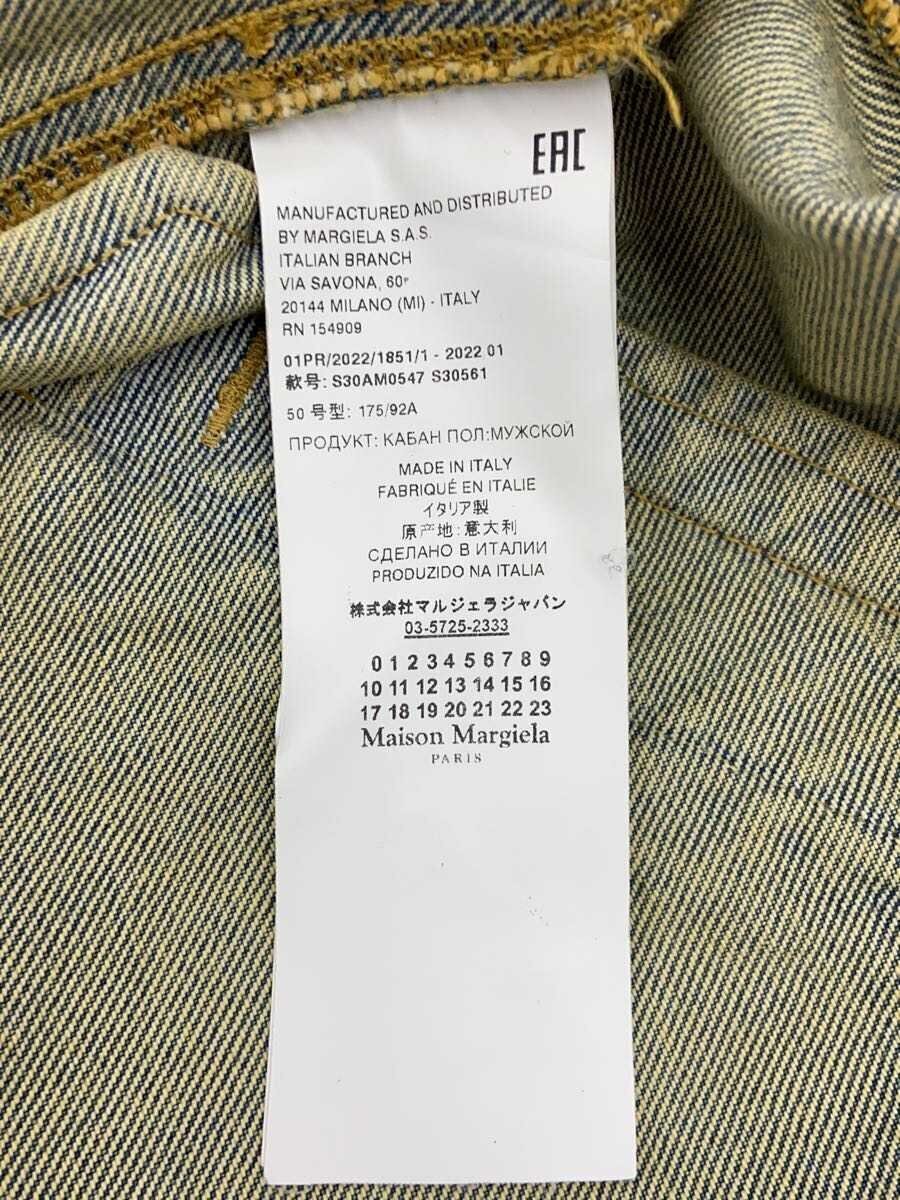 EAC
MANUFACTURED AND DISTRIBUTED
BY MARGIELA S.A.S.
ITALIAN BRANCH
VIA SAVONA, 60P
20144 MILANO (MI) - ITALY
RN 154909
01PR/2022/1851/1 - 2022 01
款号: S30AM0547 S30561
50 号型: 175/92A
ПРОДУКТ: КАБАН ПОЛ:МУЖСКОЙ
MADE IN ITALY
FABRIQUÉ EN ITALIE
イタリア製
原产地: 意大利
СДЕЛАНО В ИТАЛИИ
PRODUZIDO NA ITALIA
株式会社マルジェラジャパン
03-5725-2333
0 1 2 3 4 5 6 7 8 9
10 11 12 13 14 15 16
17 18 19 20 21 22 23
Maison Margiela
PARIS